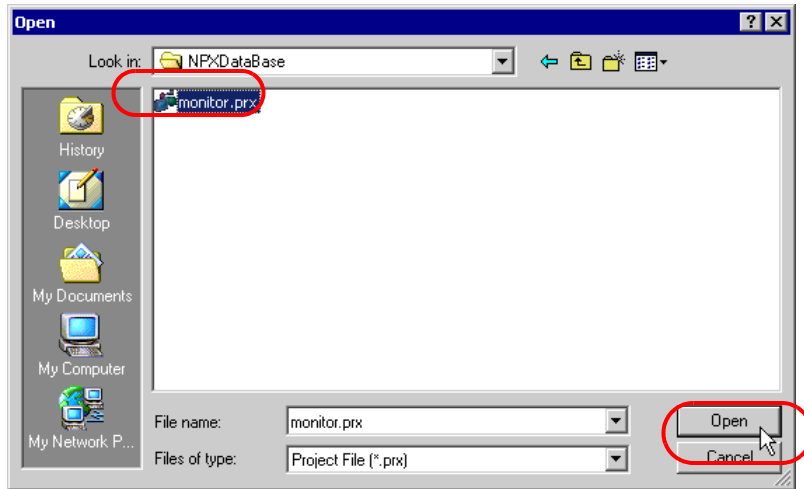 Open
Look in: NPXDataBase
monitor.prx
History
Desktop
My Documents
My Computer
My Network P...
File name: monitor.prx Open
Files of type: Project File (*.prx) Cancel